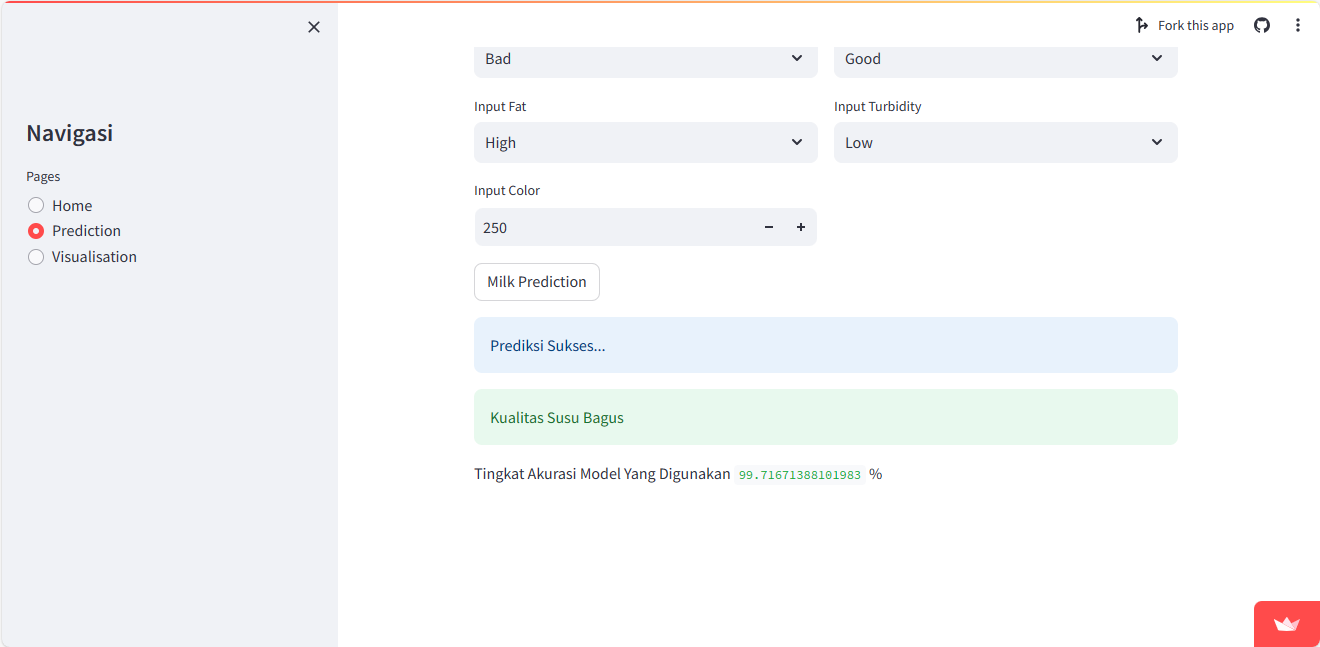 Fork this app
Navigasi
Pages
Home
Prediction
Visualisation
Bad
Good
Input Fat
Input Turbidity
High
Low
Input Color
250
Milk Prediction
Prediksi Sukses...
Kualitas Susu Bagus
Tingkat Akurasi Model Yang Digunakan 99.71671388101983 %